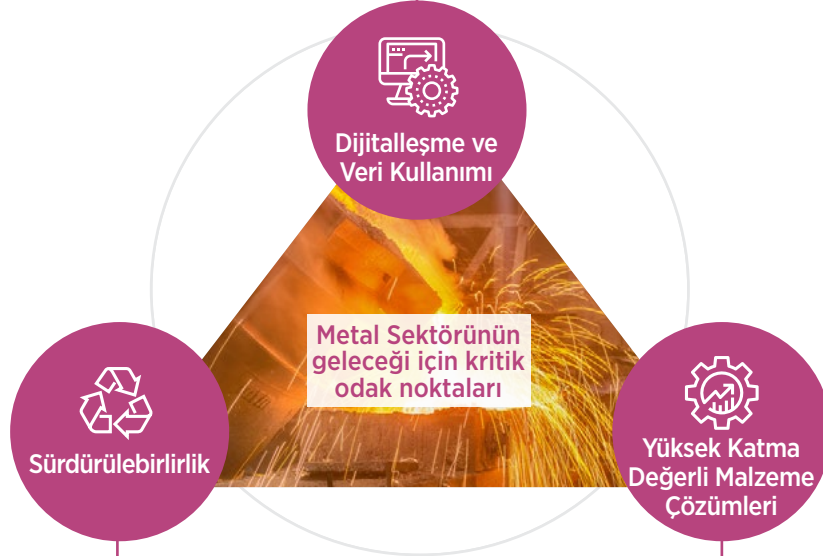 Dijitalleşme ve
Veri Kullanımı
Metal Sektörünün
geleceği için kritik
odak noktaları
Sürdürülebirlirlik
Yüksek Katma
Değerli Malzeme
Çözümleri